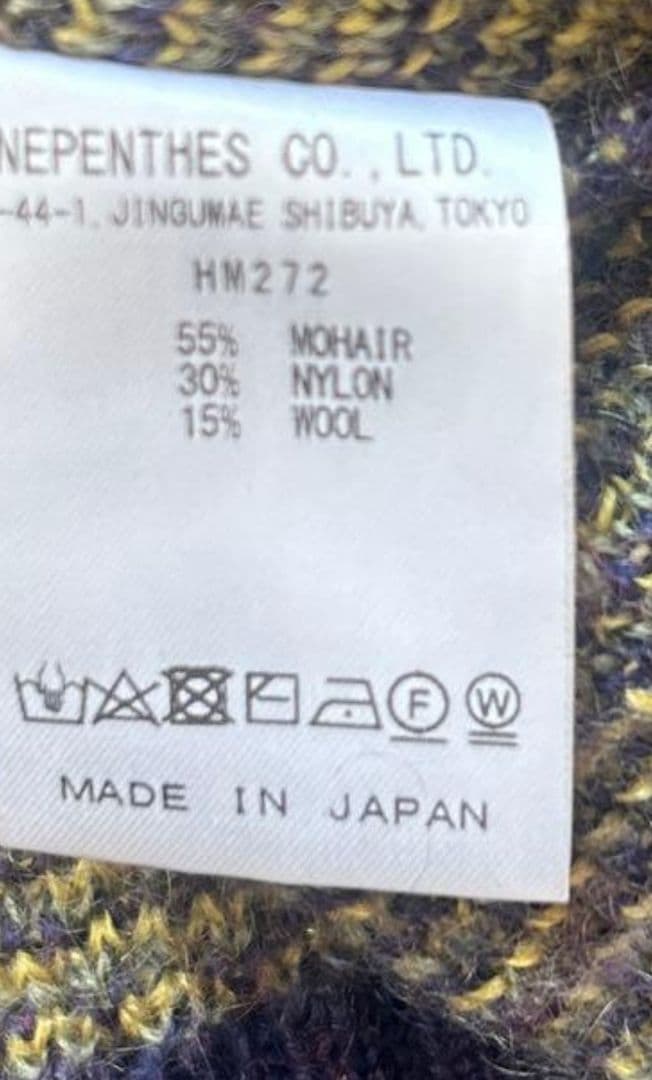 NEPENTHES CO., LTD.
-44-1, JINGUMAE SHIBUYA, TOKYO
HM272
55% MOHAIR
30% NYLON
15% WOOL
F W
MADE IN JAPAN